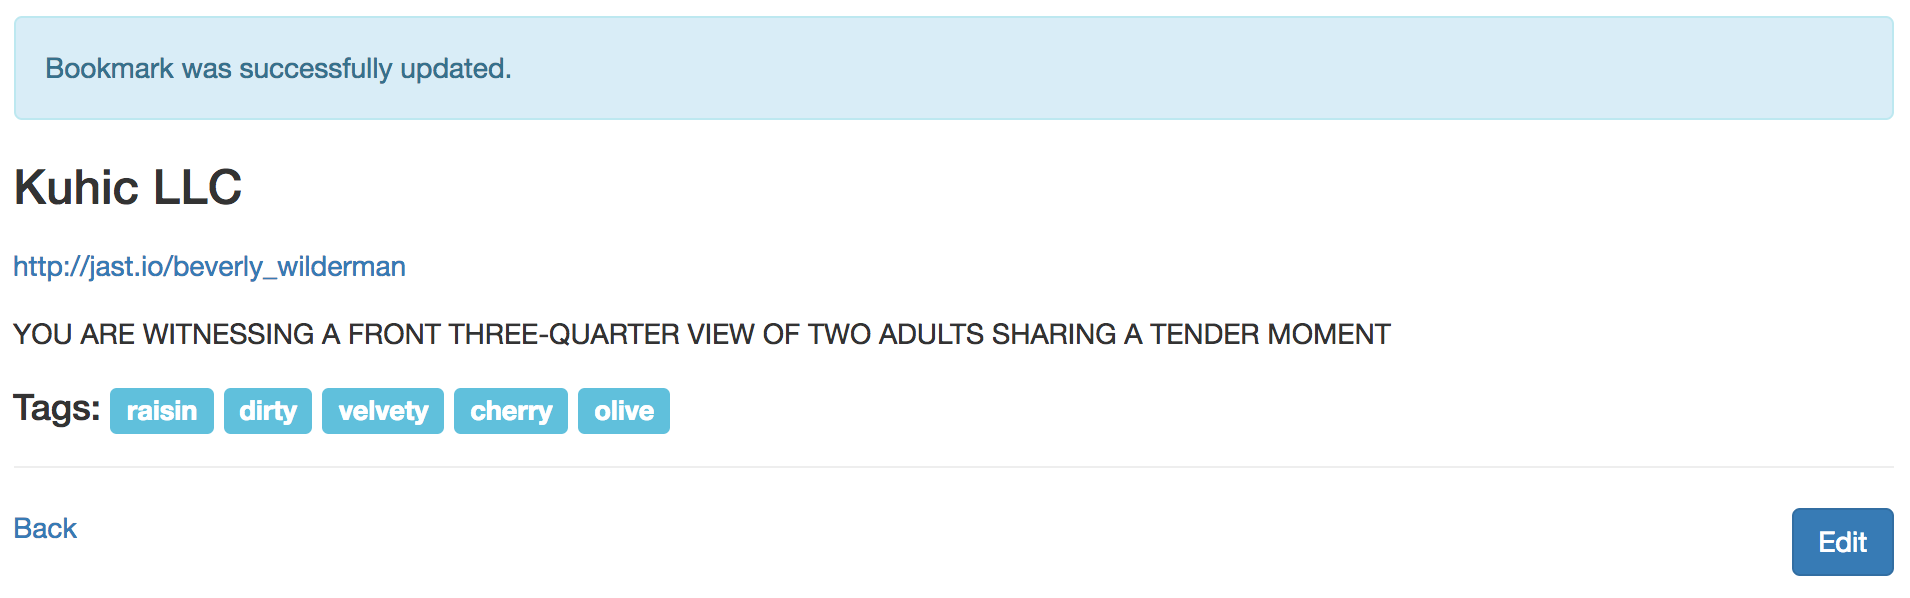 Bookmark was successfully updated.
Kuhic LLC
http://jast.io/beverly_wilderman
YOU ARE WITNESSING A FRONT THREE-QUARTER VIEW OF TWO ADULTS SHARING A TENDER MOMENT
Tags: raisin dirty velvety cherry olive
Back Edit